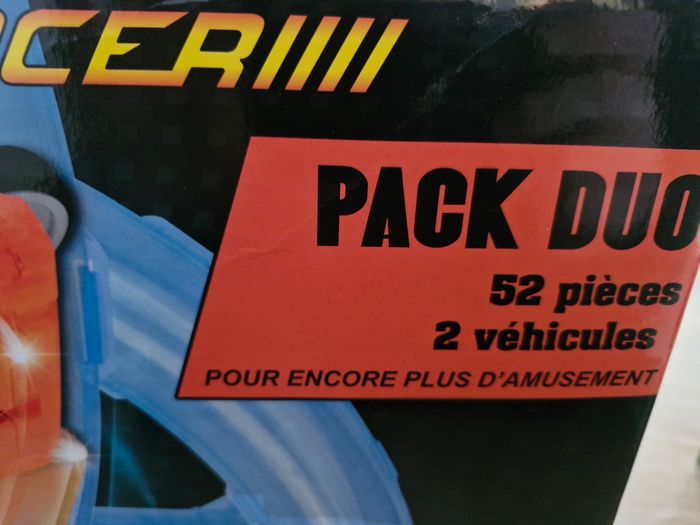 CER
PACK DUO
52 pièces
2 véhicules
POUR ENCORE PLUS D'AMUSEMENT